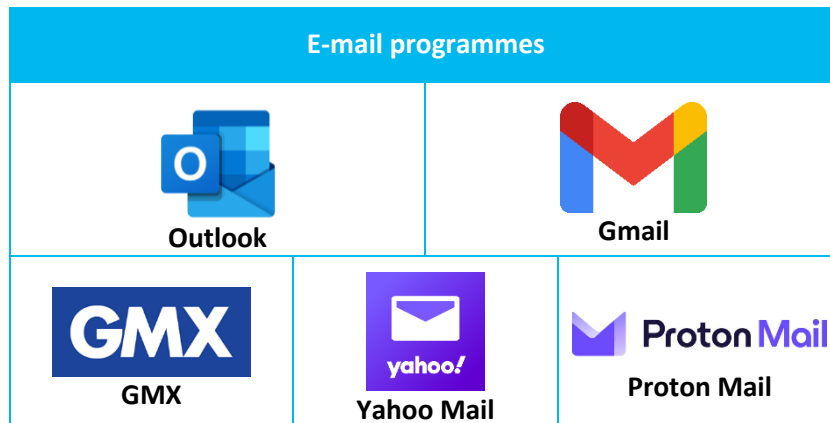 E-mail programmes
O
Outlook
Gmail
GMX
GMX
yahoo!
Yahoo Mail
Proton Mail
Proton Mail